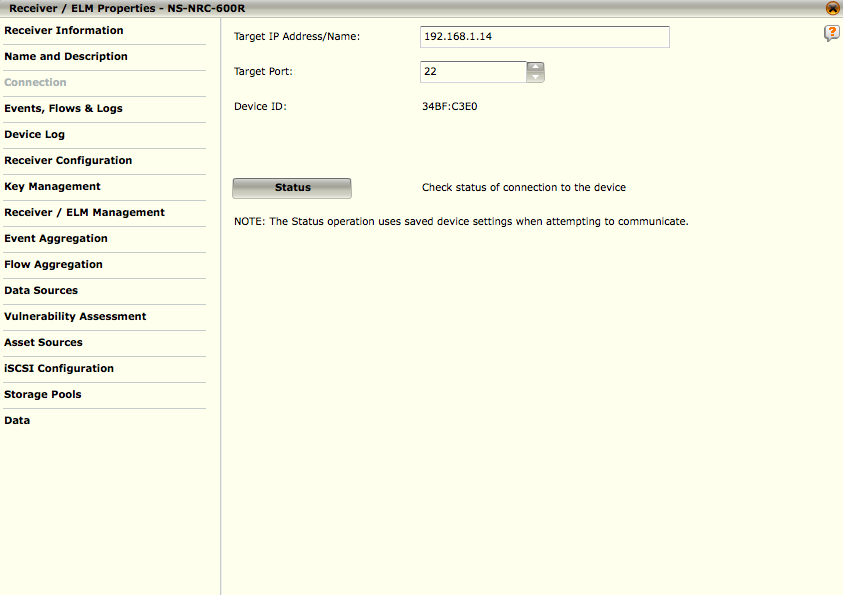 Receiver / ELM Properties - NS-NRC-600R
Receiver Information
Name and Description
Connection
Events, Flows & Logs
Device Log
Receiver Configuration
Key Management
Receiver / ELM Management
Event Aggregation
Flow Aggregation
Data Sources
Vulnerability Assessment
Asset Sources
iSCSI Configuration
Storage Pools
Data
Target IP Address/Name: 192.168.1.14
Target Port: 22
Device ID: 34BF:C3E0
Status Check status of connection to the device
NOTE: The Status operation uses saved device settings when attempting to communicate.
?